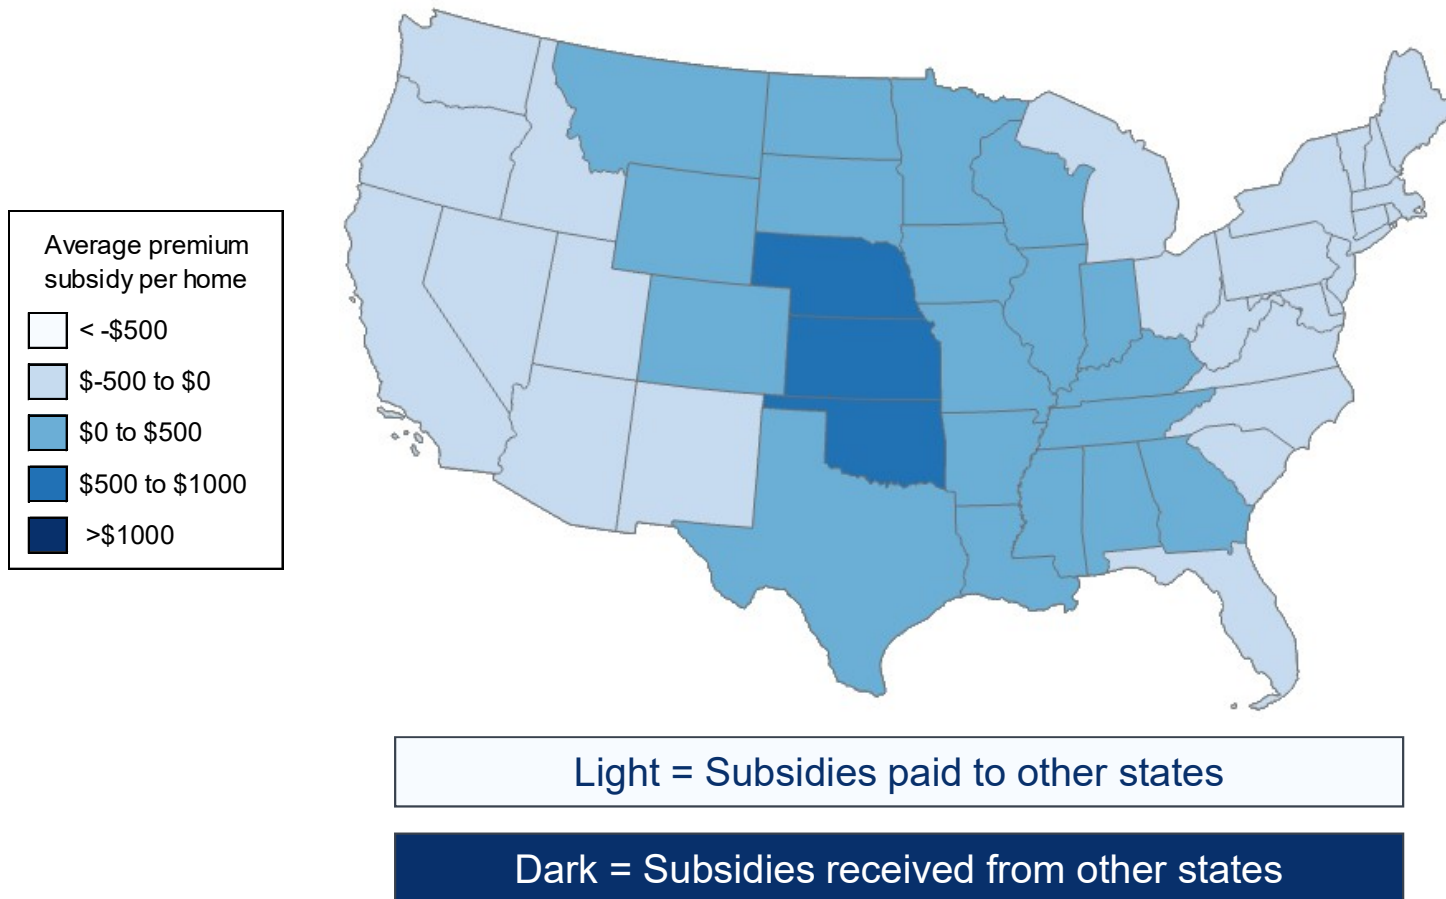 Average premium
subsidy per home
< -$500
$-500 to $0
$0 to $500
$500 to $1000
>$1000
Light = Subsidies paid to other states
Dark = Subsidies received from other states